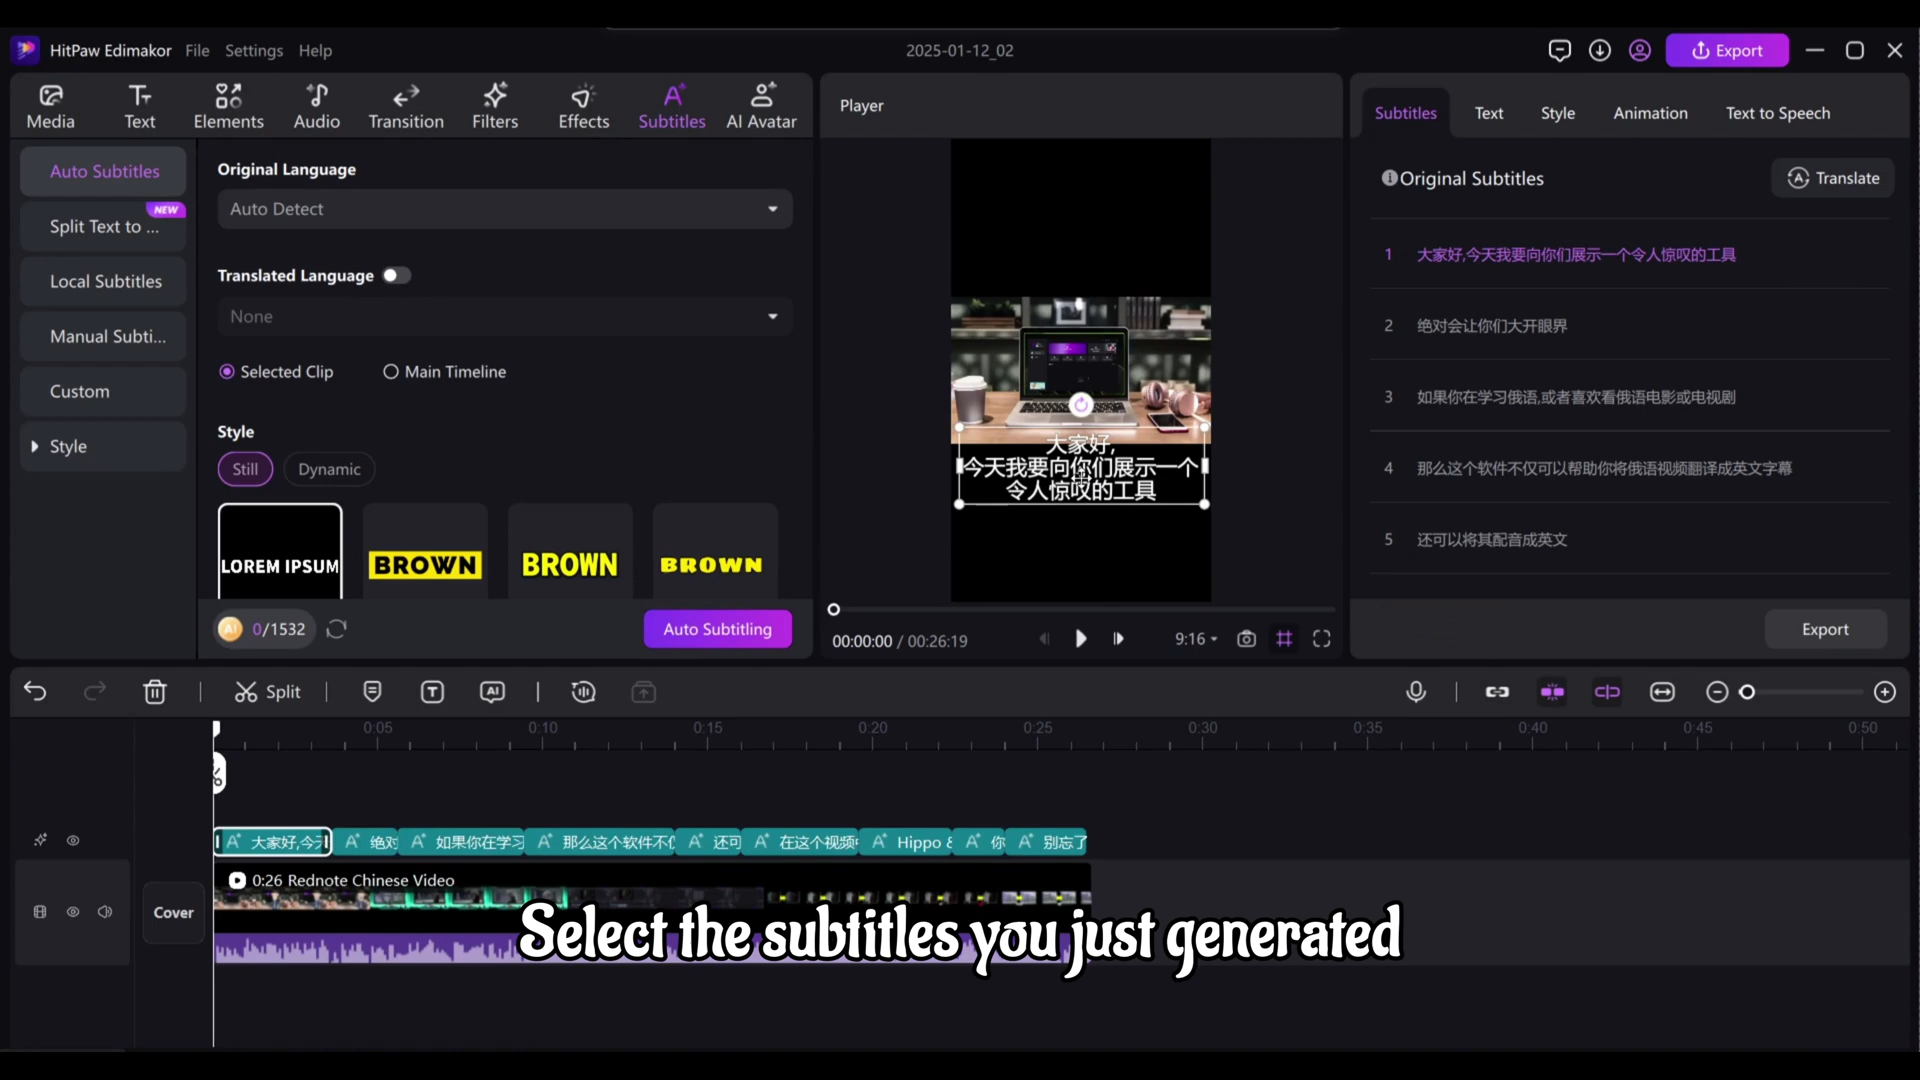 HitPaw Edimakor File Settings Help
2025-01-12_02
Export
Media Text Elements Audio Transition Filters Effects Subtitles AI Avatar
Player
Subtitles Text Style Animation Text to Speech
Auto Subtitles
NEW
Split Text to ...
Local Subtitles
Manual Subti...
Custom
Style
Original Language
Auto Detect
Translated Language
None
Selected Clip Main Timeline
Style
Still Dynamic
LOREM IPSUM BROWN BROWN BROWN
AI 0/1532
Auto Subtitling
大家好,
今天我要向你们展示一个
令人惊叹的工具
00:00:00 / 00:26:19
9:16
Original Subtitles
Translate
1 大家好,今天我要向你们展示一个令人惊叹的工具
2 绝对会让你们大开眼界
3 如果你在学习俄语,或者喜欢看俄语电影或电视剧
4 那么这个软件不仅可以帮助你将俄语视频翻译成英文字幕
5 还可以将其配音成英文
Export
Split
0:05 0:10 0:15 0:20 0:25 0:30 0:35 0:40 0:45 0:50
大家好,今天 绝对 如果你在学习 那么这个软件不仅 还可 在这个视频中 Hippo & 你 别忘了
0:26 Rednote Chinese Video
Cover
Select the subtitles you just generated